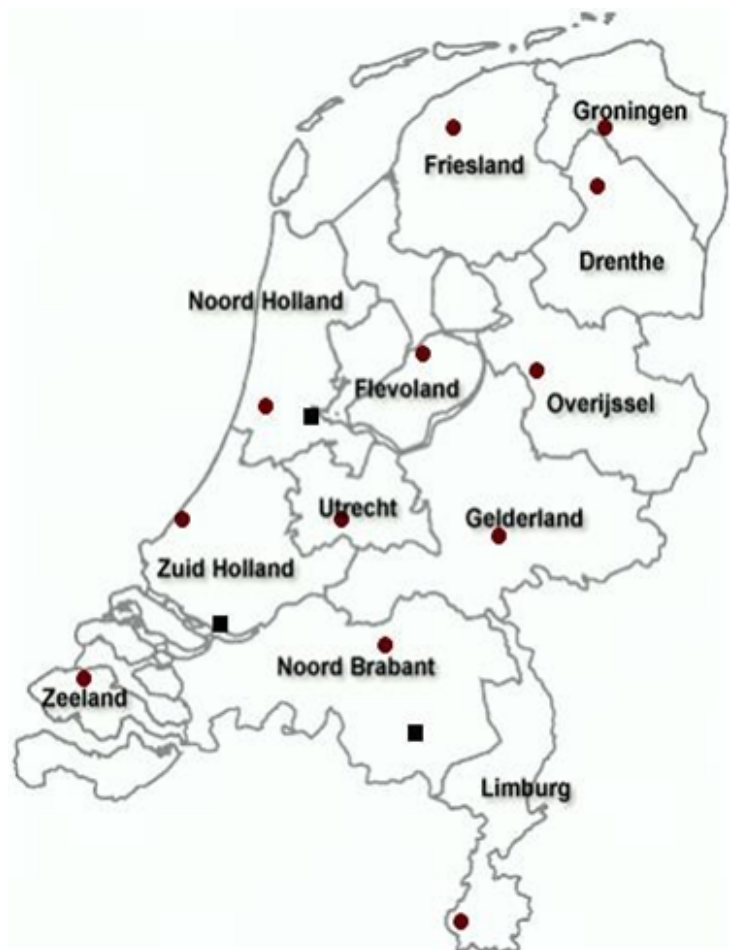 Groningen
Friesland
Drenthe
Noord Holland
Flevoland
Overijssel
Utrecht
Gelderland
Zuid Holland
Noord Brabant
Zeeland
Limburg